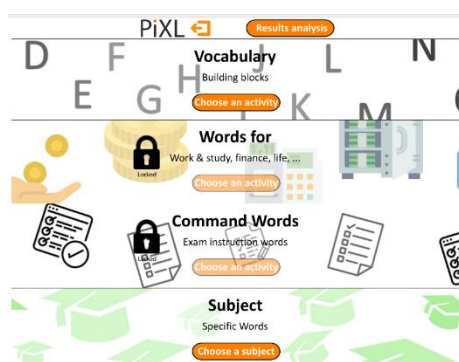 PiXL
Results analysis
D F H J L N
E G I K M O
Vocabulary
Building blocks
Choose an activity
Words for
Locked
Work & study, finance, life, ...
Choose an activity
Command Words
Locked
Exam instruction words
Choose an activity
Subject
Specific Words
Choose a subject